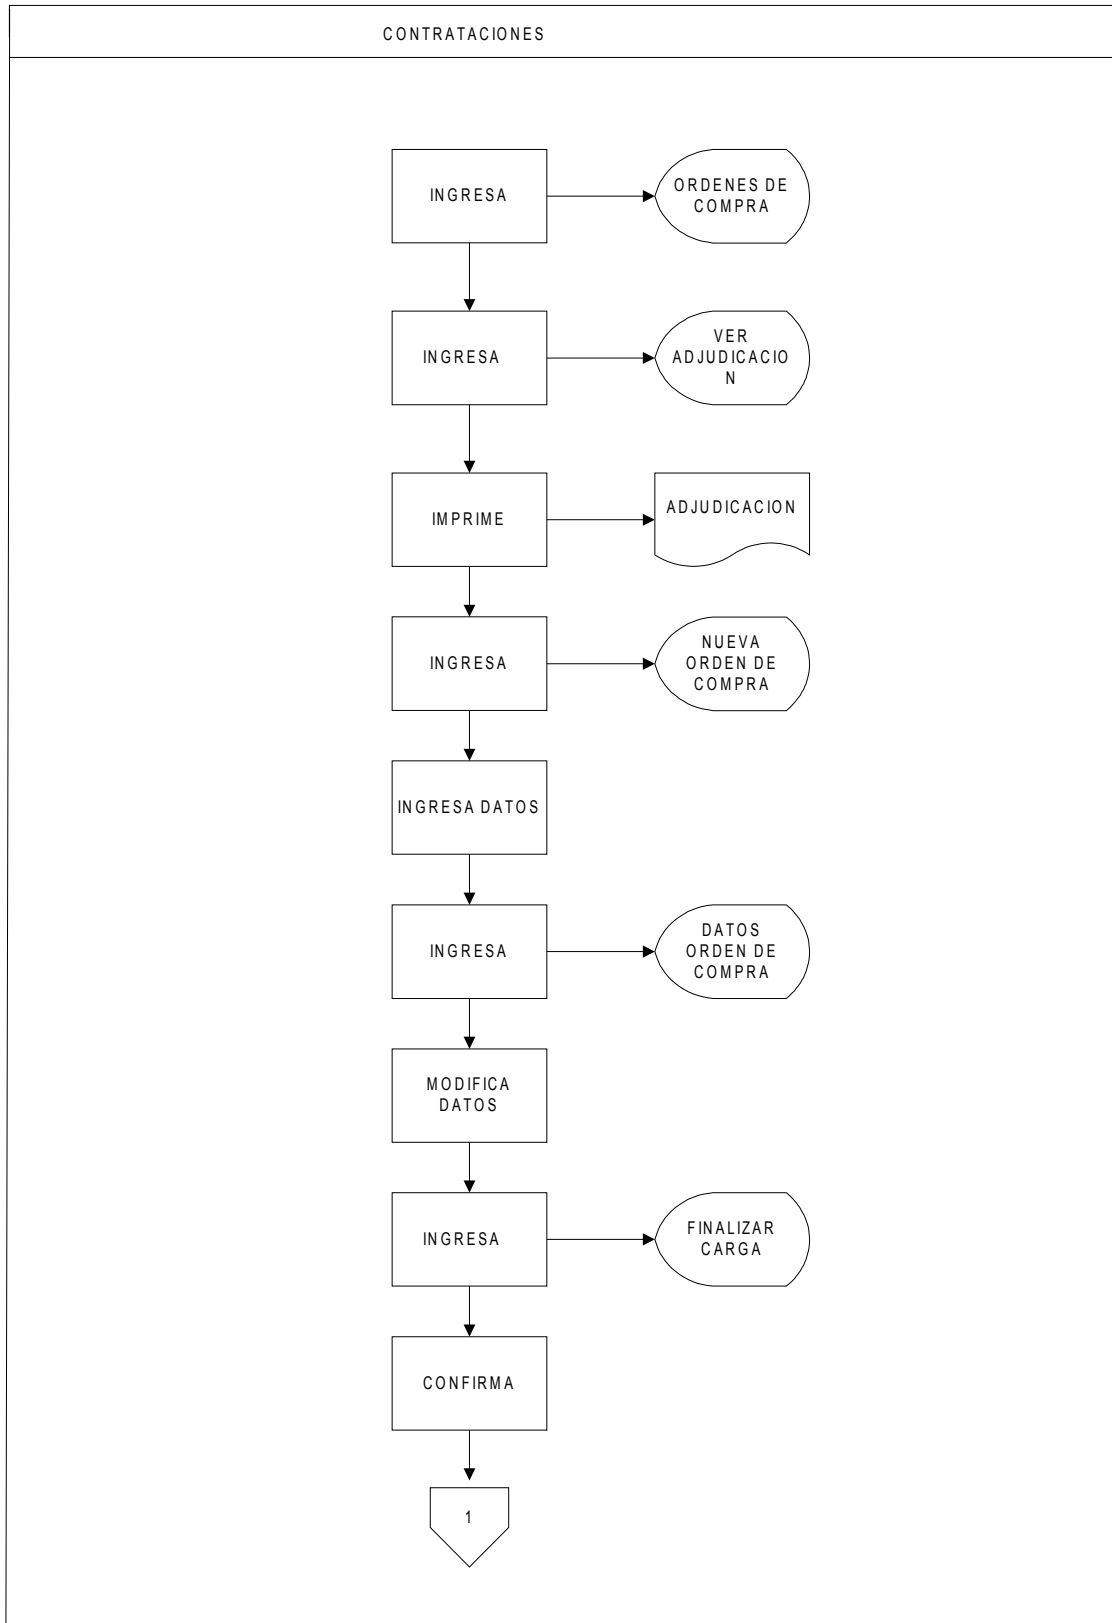 CONTRATACIONES
INGRESA
ORDENES DE
COMPRA
INGRESA
VER
ADJUDICACIO
N
IMPRIME
ADJUDICACION
INGRESA
NUEVA
ORDEN DE
COMPRA
INGRESA DATOS
INGRESA
DATOS
ORDEN DE
COMPRA
MODIFICA
DATOS
INGRESA
FINALIZAR
CARGA
CONFIRMA
1